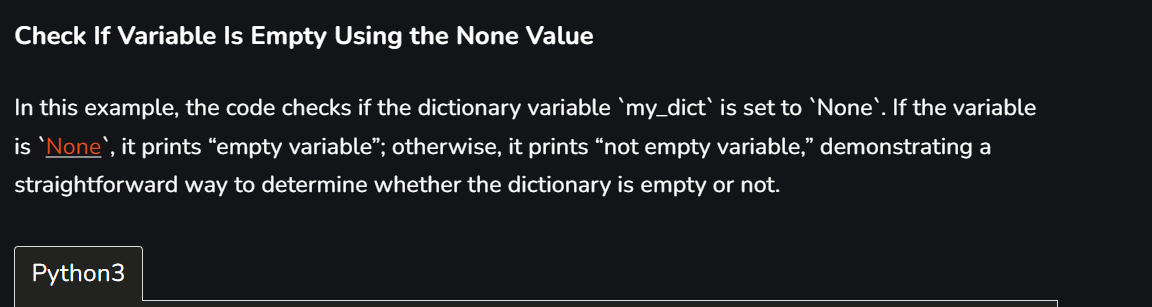 Check If Variable Is Empty Using the None Value
In this example, the code checks if the dictionary variable `my_dict` is set to `None`. If the variable
is `None`, it prints “empty variable”; otherwise, it prints “not empty variable,” demonstrating a
straightforward way to determine whether the dictionary is empty or not.
Python3